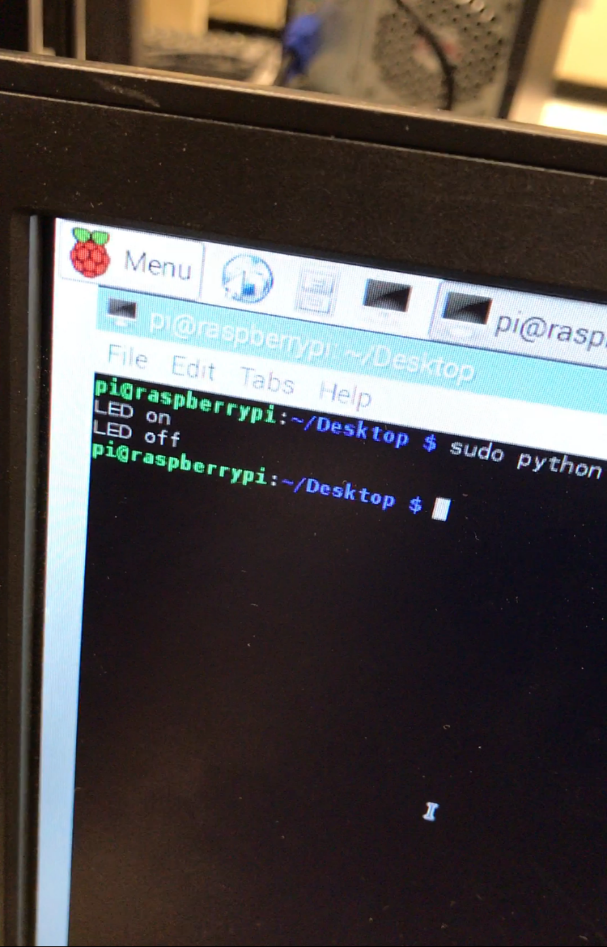 Menu
pi@rasp
pi@raspberrypi: ~/Desktop
File Edit Tabs Help
pi@raspberrypi:~/Desktop $ sudo python
LED on
LED off
pi@raspberrypi:~/Desktop $